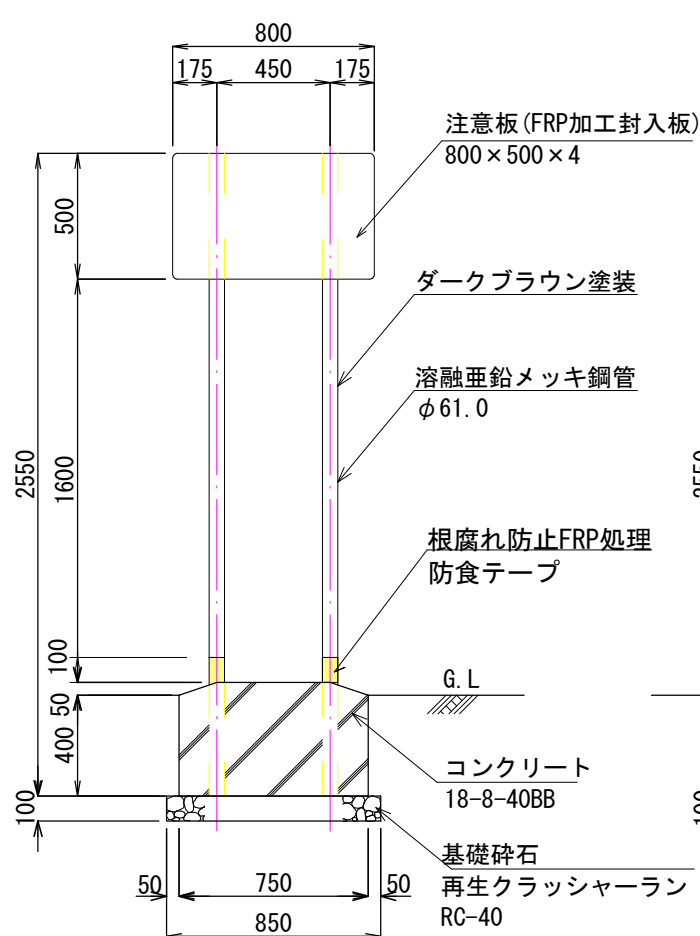 800
175 450 175
注意板(FRP加工封入板)
800×500×4
500
ダークブラウン塗装
溶融亜鉛メッキ鋼管
φ61.0
2550
1600
2550
根腐れ防止FRP処理
防食テープ
100
G.L
50
400
コンクリート
18-8-40BB
100
100
基礎砕石
再生クラッシャーラン
RC-40
50 750 50
850